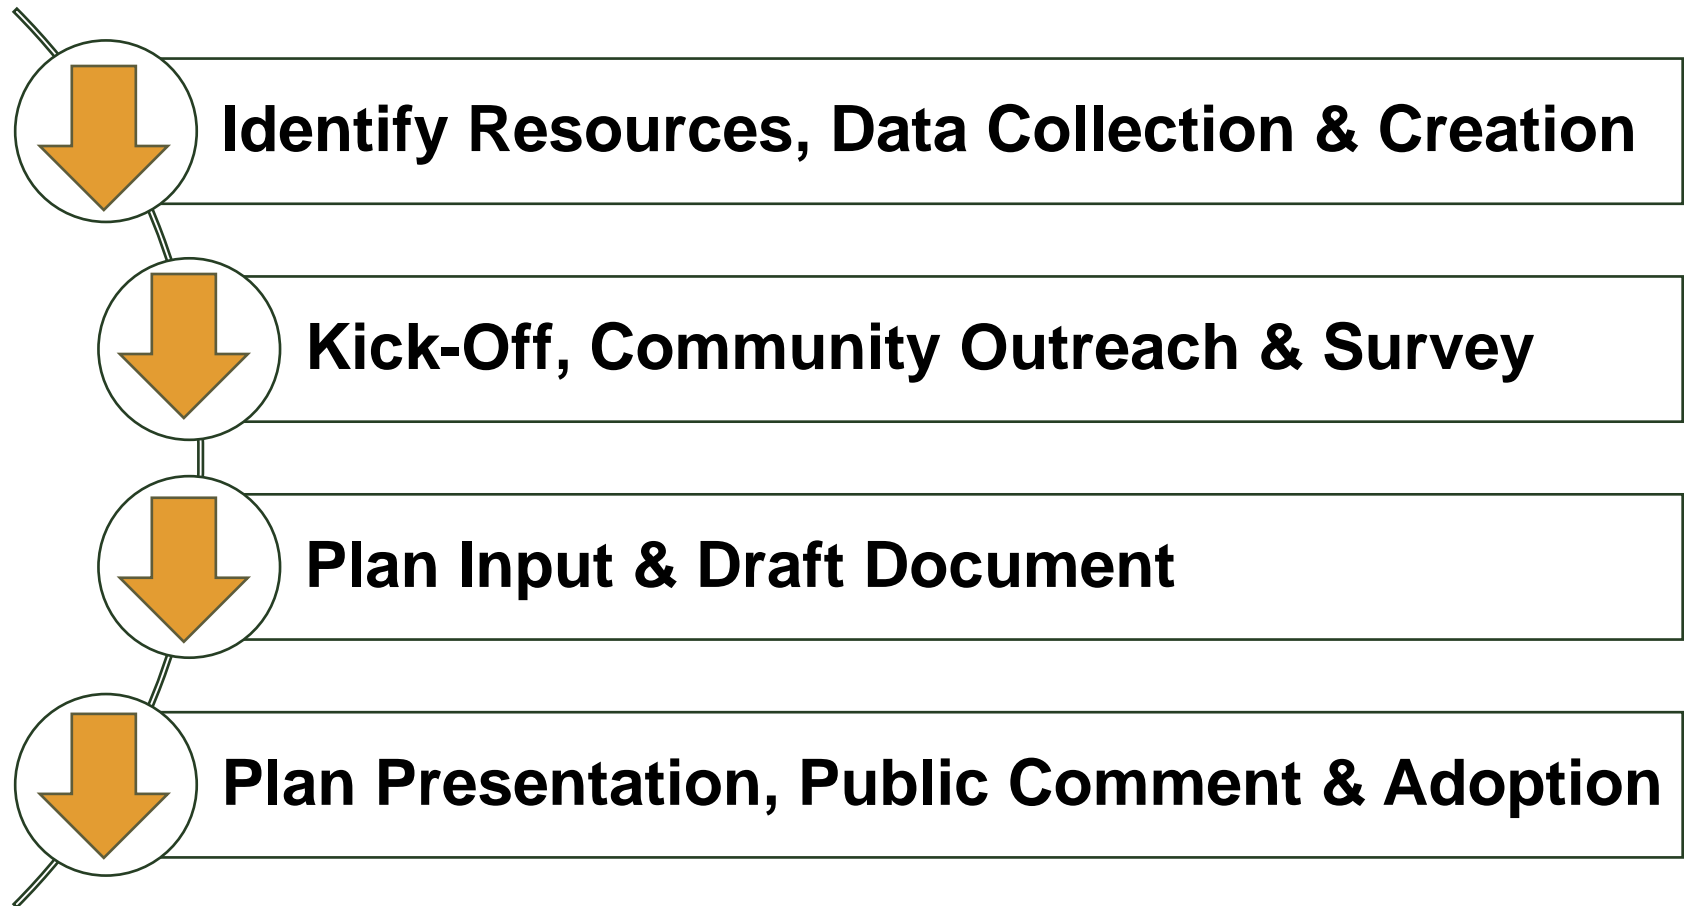 Identify Resources, Data Collection & Creation
Kick-Off, Community Outreach & Survey
Plan Input & Draft Document
Plan Presentation, Public Comment & Adoption